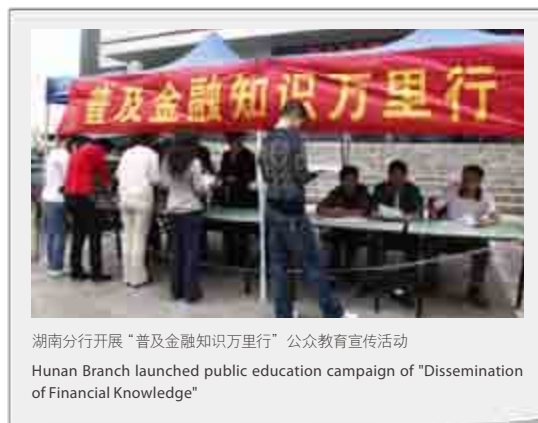 普及金融知识万里行
湖南分行开展“普及金融知识万里行”公众教育宣传活动
Hunan Branch launched public education campaign of "Dissemination
of Financial Knowledge"